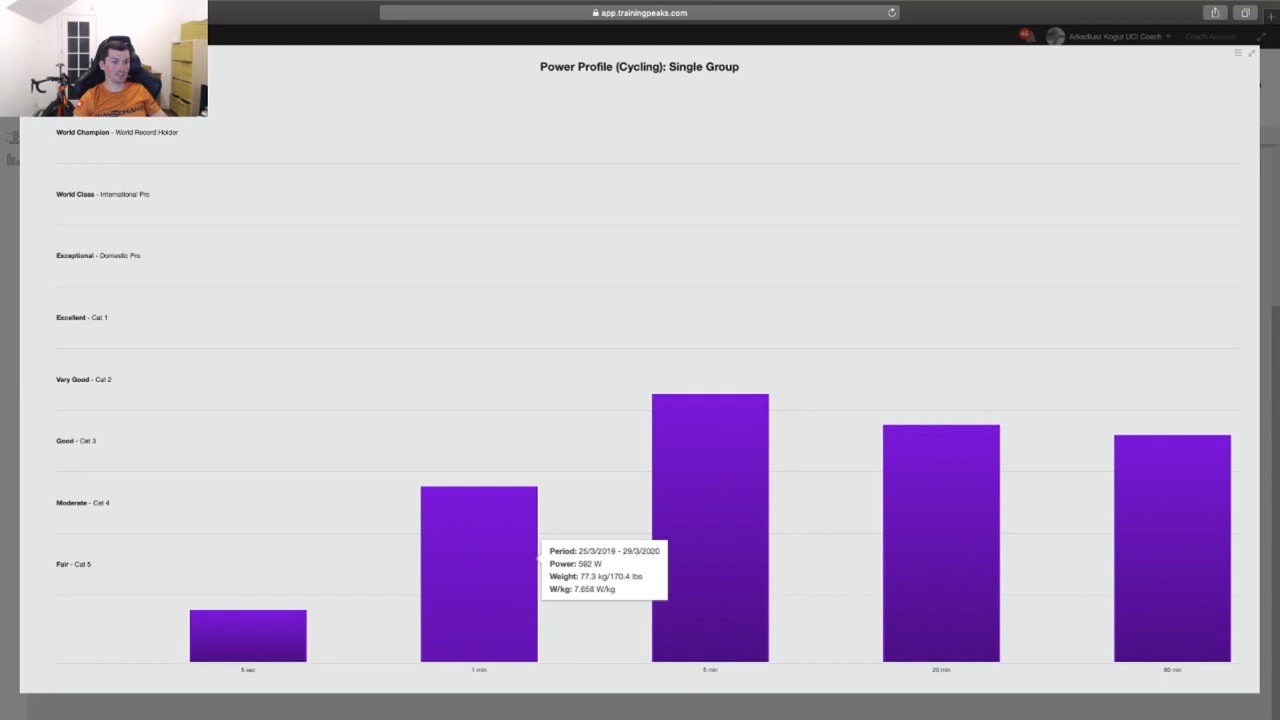 app.trainingpeaks.com
Arkadiusz Kogut UCI Coach
Coach Account
Power Profile (Cycling): Single Group
World Champion - World Record Holder
World Class - International Pro
Exceptional - Domestic Pro
Excellent - Cat 1
Very Good - Cat 2
Good - Cat 3
Moderate - Cat 4
Fair - Cat 5
Period: 25/3/2019 - 29/3/2020
Power: 592 W
Weight: 77.3 kg/170.4 lbs
W/kg: 7.658 W/kg
5 sec
1 min
5 min
20 min
60 min